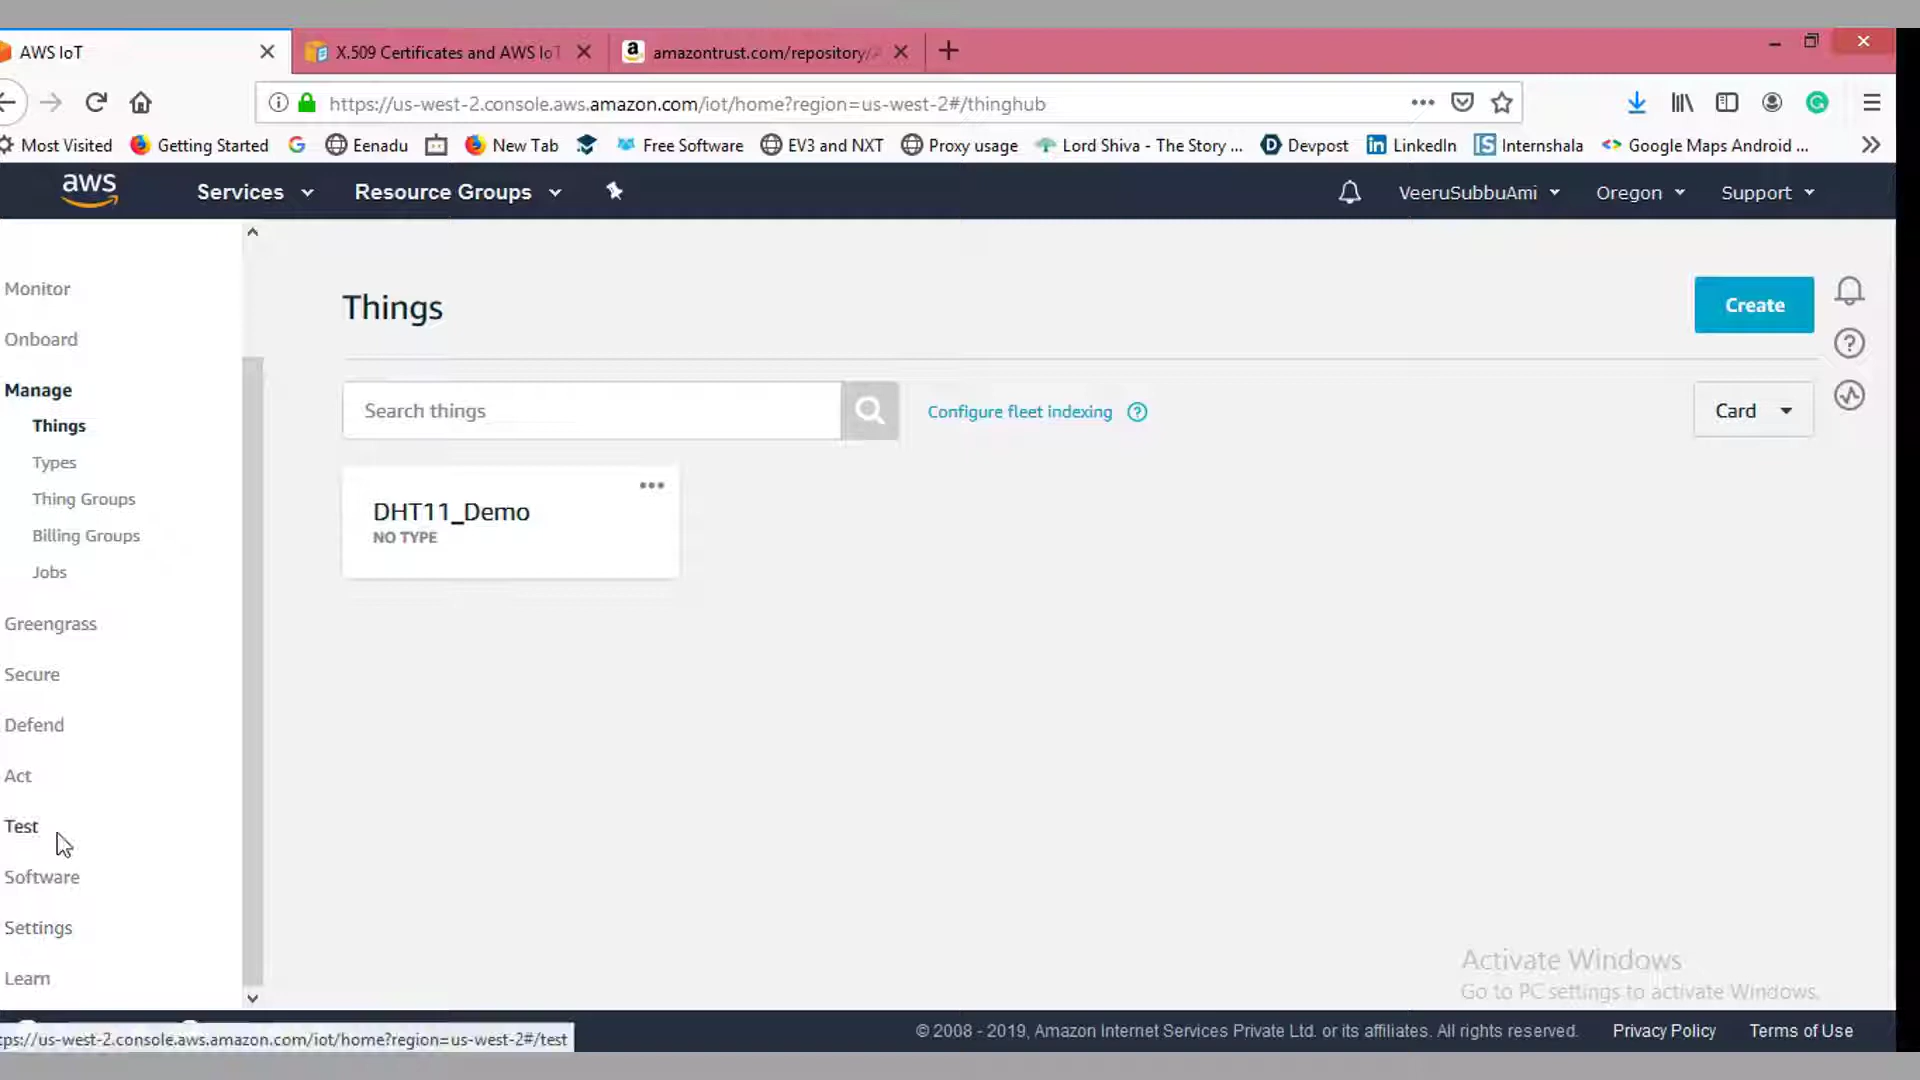 AWS IoT
X.509 Certificates and AWS IoT
amazontrust.com/repository/
https://us-west-2.console.aws.amazon.com/iot/home?region=us-west-2#/thinghub
Most Visited
Getting Started
Eenadu
New Tab
Free Software
EV3 and NXT
Proxy usage
Lord Shiva - The Story ...
Devpost
LinkedIn
Internshala
Google Maps Android ...
aws
Services
Resource Groups
VeeruSubbuAmi
Oregon
Support
Monitor
Onboard
Manage
Things
Types
Thing Groups
Billing Groups
Jobs
Greengrass
Secure
Defend
Act
Test
Software
Settings
Learn
Things
Create
Search things
Configure fleet indexing
Card
DHT11_Demo
NO TYPE
Activate Windows
Go to PC settings to activate Windows.
tps://us-west-2.console.aws.amazon.com/iot/home?region=us-west-2#/test
© 2008 - 2019, Amazon Internet Services Private Ltd. or its affiliates. All rights reserved.
Privacy Policy
Terms of Use